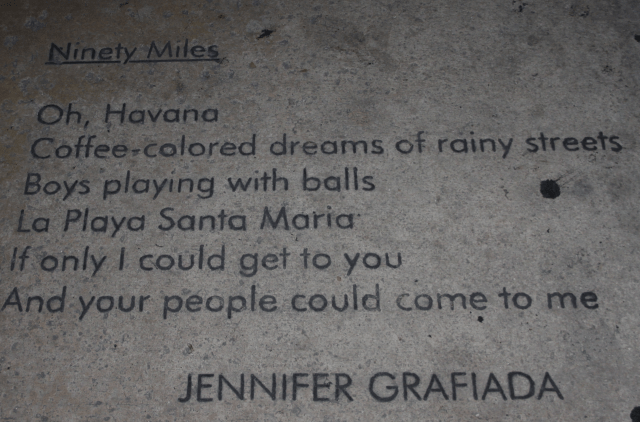 Ninety Miles
Oh, Havana
Coffee-colored dreams of rainy streets
Boys playing with balls
La Playa Santa Maria
If only I could get to you
And your people could come to me
JENNIFER GRAFIADA